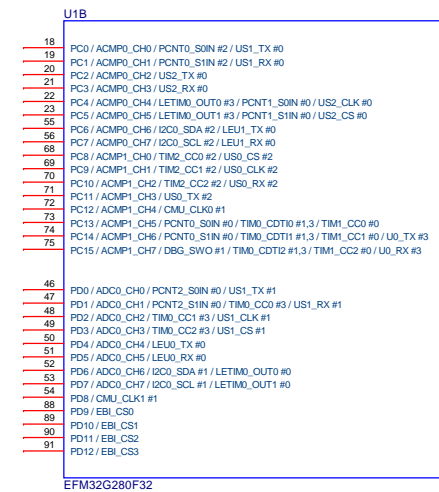 U1B
18 PC0 / ACMP0_CH0 / PCNT0_S0IN #2 / US1_TX #0
19 PC1 / ACMP0_CH1 / PCNT0_S1IN #2 / US1_RX #0
20 PC2 / ACMP0_CH2 / US2_TX #0
21 PC3 / ACMP0_CH3 / US2_RX #0
22 PC4 / ACMP0_CH4 / LETIM0_OUT0 #3 / PCNT1_S0IN #0 / US2_CLK #0
23 PC5 / ACMP0_CH5 / LETIM0_OUT1 #3 / PCNT1_S1IN #0 / US2_CS #0
55 PC6 / ACMP0_CH6 / I2C0_SDA #2 / LEU1_TX #0
56 PC7 / ACMP0_CH7 / I2C0_SCL #2 / LEU1_RX #0
68 PC8 / ACMP1_CH0 / TIM2_CC0 #2 / US0_CS #2
69 PC9 / ACMP1_CH1 / TIM2_CC1 #2 / US0_CLK #2
70 PC10 / ACMP1_CH2 / TIM2_CC2 #2 / US0_RX #2
71 PC11 / ACMP1_CH3 / US0_TX #2
72 PC12 / ACMP1_CH4 / CMU_CLK0 #1
73 PC13 / ACMP1_CH5 / PCNT0_S0IN #0 / TIM0_CDTI0 #1,3 / TIM1_CC0 #0
74 PC14 / ACMP1_CH6 / PCNT0_S1IN #0 / TIM0_CDTI1 #1,3 / TIM1_CC1 #0 / U0_TX #3
75 PC15 / ACMP1_CH7 / DBG_SWO #1 / TIM0_CDTI2 #1,3 / TIM1_CC2 #0 / U0_RX #3
46 PD0 / ADC0_CH0 / PCNT2_S0IN #0 / US1_TX #1
47 PD1 / ADC0_CH1 / PCNT2_S1IN #0 / TIM0_CC0 #3 / US1_RX #1
48 PD2 / ADC0_CH2 / TIM0_CC1 #3 / US1_CLK #1
49 PD3 / ADC0_CH3 / TIM0_CC2 #3 / US1_CS #1
50 PD4 / ADC0_CH4 / LEU0_TX #0
51 PD5 / ADC0_CH5 / LEU0_RX #0
52 PD6 / ADC0_CH6 / I2C0_SDA #1 / LETIM0_OUT0 #0
53 PD7 / ADC0_CH7 / I2C0_SCL #1 / LETIM0_OUT1 #0
54 PD8 / CMU_CLK1 #1
88 PD9 / EBI_CS0
89 PD10 / EBI_CS1
90 PD11 / EBI_CS2
91 PD12 / EBI_CS3
EFM32G280F32